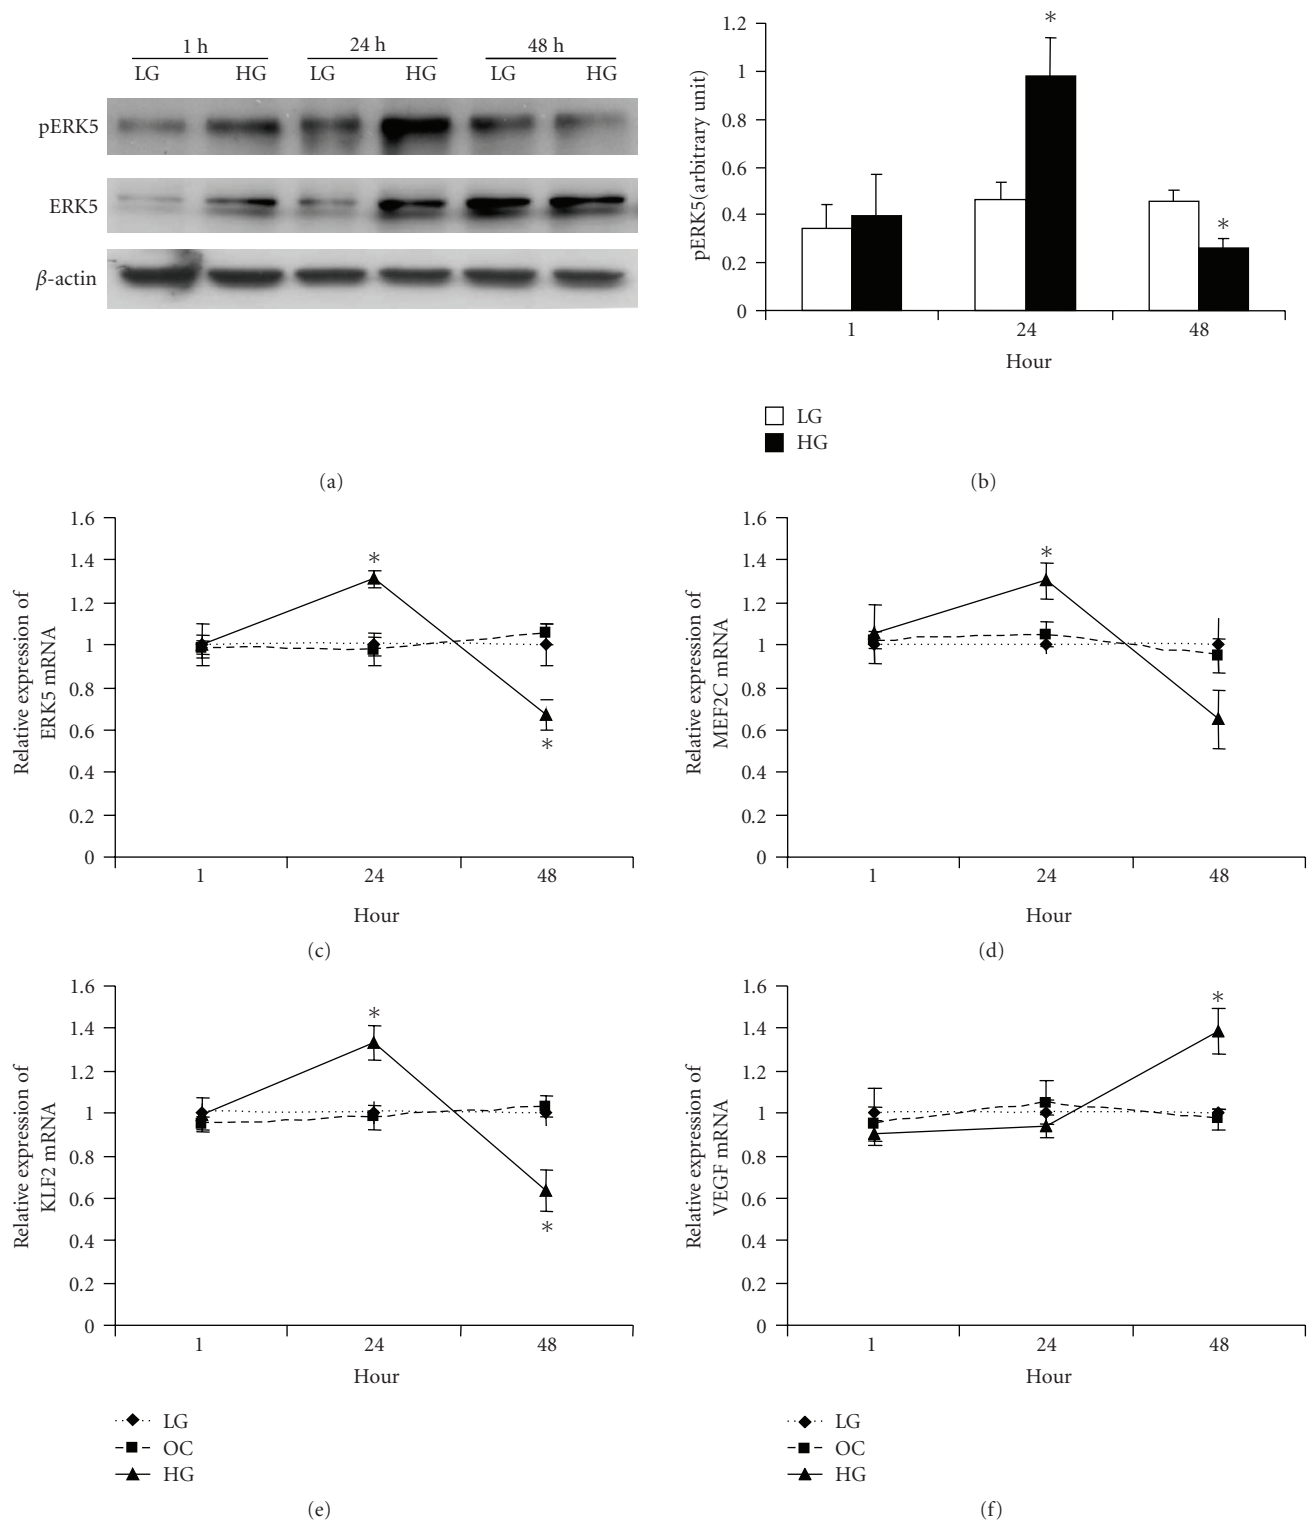 1 h 24 h 48 h
LG HG LG HG LG HG
pERK5
ERK5
β-actin
(a)
pERK5(arbitrary unit)
1.2
1
0.8
0.6
0.4
0.2
0
*
*
1 24 48
Hour
LG
HG
(b)
Relative expression of
ERK5 mRNA
1.6
1.4
1.2
1
0.8
0.6
0.4
0.2
0
*
*
1 24 48
Hour
(c)
Relative expression of
MEF2C mRNA
1.6
1.4
1.2
1
0.8
0.6
0.4
0.2
0
*
1 24 48
Hour
(d)
Relative expression of
KLF2 mRNA
1.6
1.4
1.2
1
0.8
0.6
0.4
0.2
0
*
*
1 24 48
Hour
LG
OC
HG
(e)
Relative expression of
VEGF mRNA
1.6
1.4
1.2
1
0.8
0.6
0.4
0.2
0
*
1 24 48
Hour
LG
OC
HG
(f)